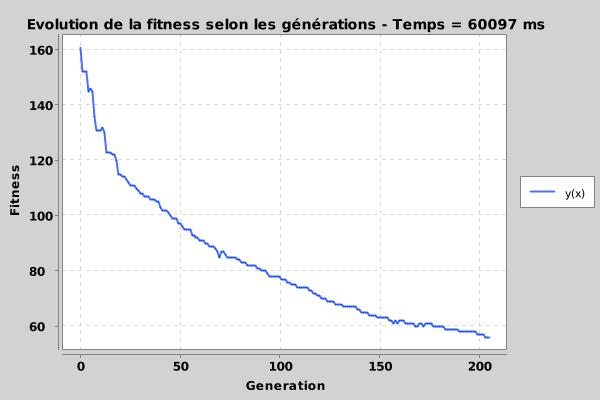 Evolution de la fitness selon les générations - Temps = 60097 ms
160
140
120
100
80
60
Fitness
0 50 100 150 200
Generation
y(x)